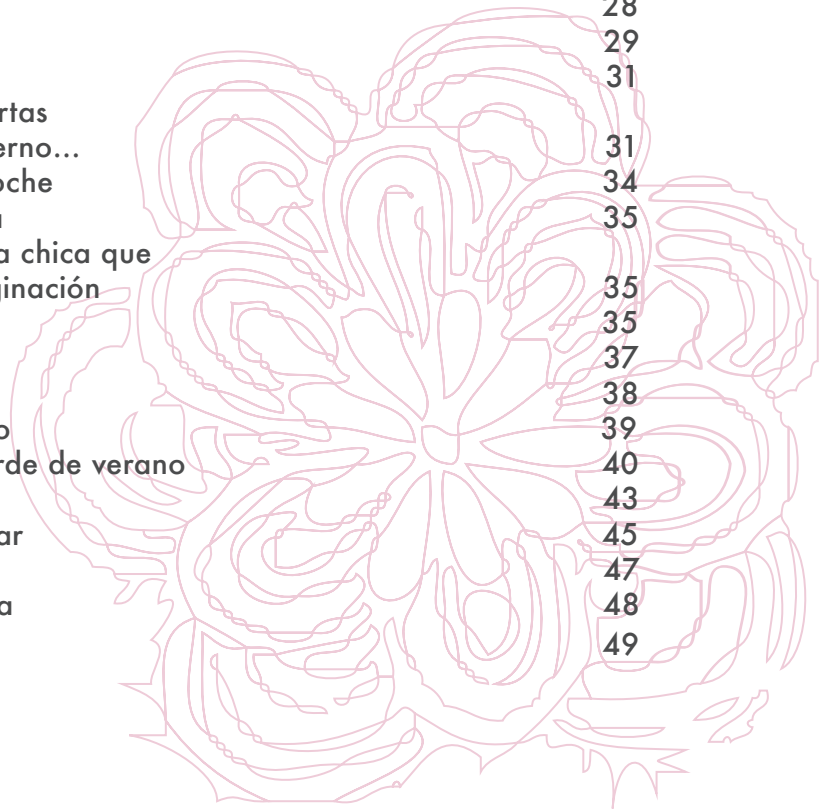 28
29
31
rtas
erno... 31
oche 34
a 35
a chica que
ginación 35
35
37
38
o 39
rde de verano 40
43
ar 45
47
a 48
49